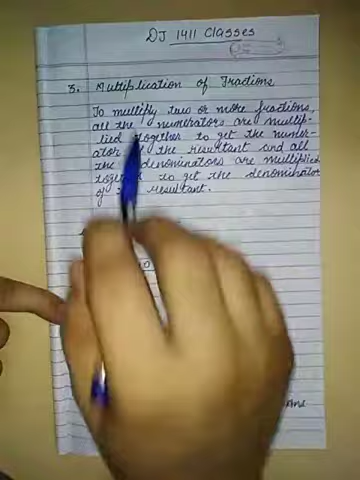 DJ 1411 Classes
3. Multiplication of Fractions
To multiply two or more fractions,
all the numerators are multip-
lied together to get the numer-
ator the resultant and all
the denominators are multiplied
together to get the denominator
of resultant.